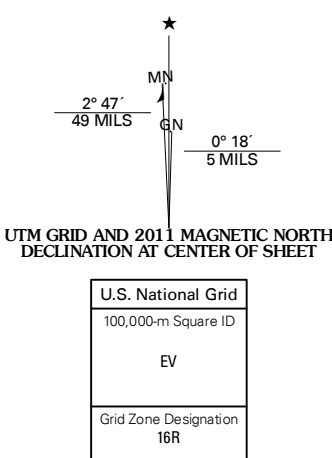 ★
MN
2° 47´
49 MILS
GN
0° 18´
5 MILS
UTM GRID AND 2011 MAGNETIC NORTH
DECLINATION AT CENTER OF SHEET
U.S. National Grid
100,000-m Square ID
EV
Grid Zone Designation
16R